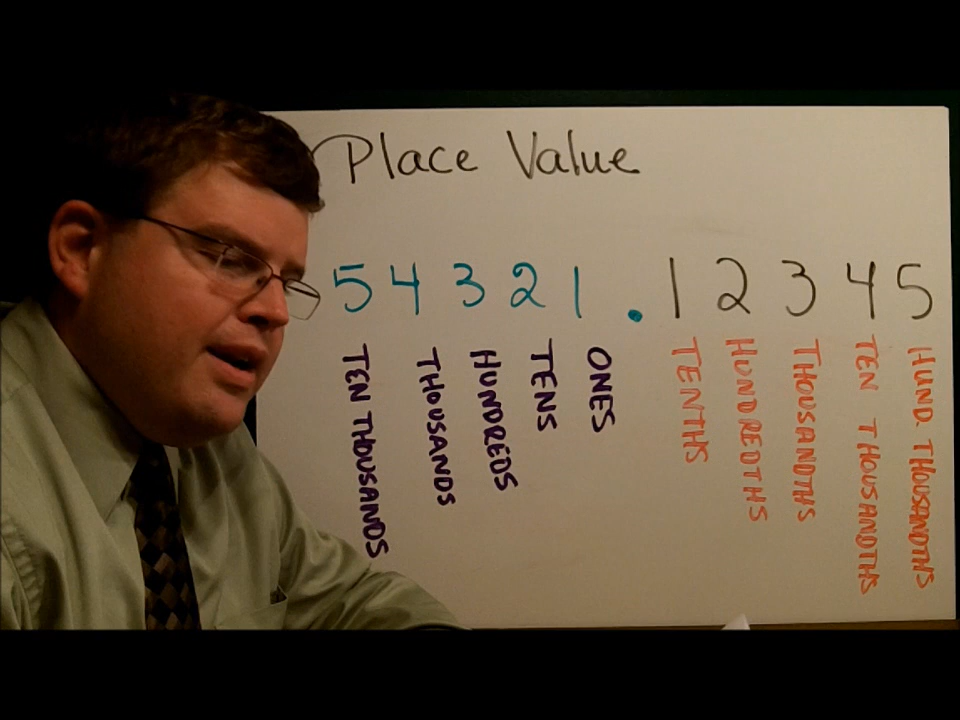 Place Value
54321.12345
TEN THOUSANDS
THOUSANDS
HUNDREDS
TENS
ONES
TENTHS
HUNDREDTHS
THOUSANDTHS
TEN THOUSANDTHS
HUND. THOUSANDTHS